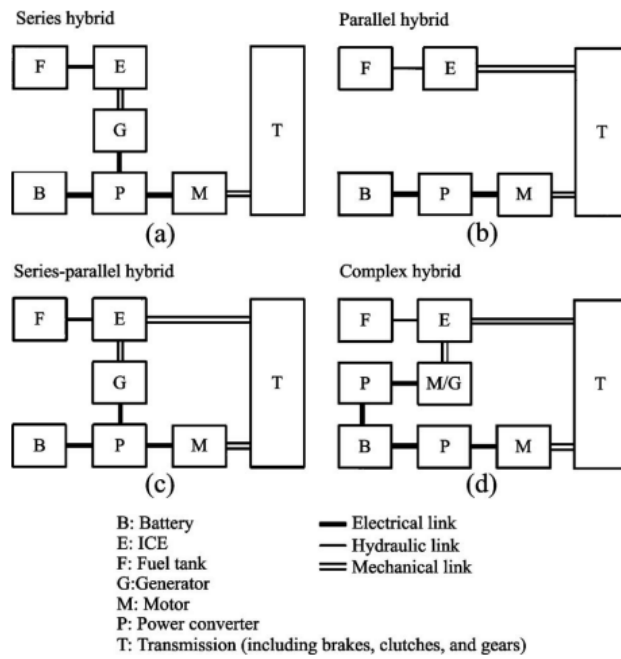 Series hybrid
F E
G
T
B P M
(a)
Parallel hybrid
F E
T
B P M
(b)
Series-parallel hybrid
F E
G
T
B P M
(c)
Complex hybrid
F E
P M/G
T
B P M
(d)
B: Battery
E: ICE
F: Fuel tank
G:Generator
M: Motor
P: Power converter
T: Transmission (including brakes, clutches, and gears)
Electrical link
Hydraulic link
Mechanical link